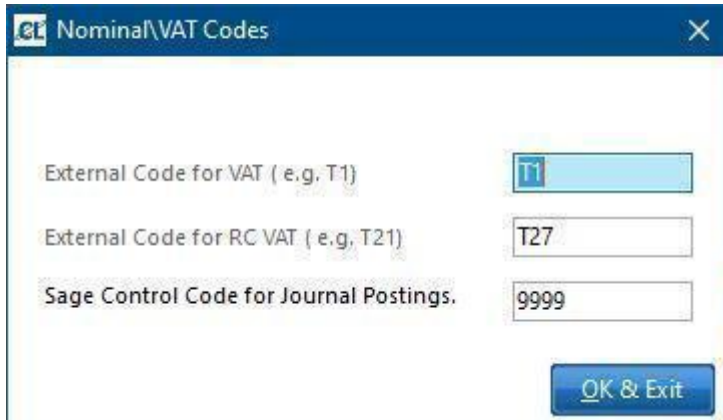 Nominal\VAT Codes
External Code for VAT ( e.g. T1) T1
External Code for RC VAT ( e.g. T21) T27
Sage Control Code for Journal Postings. 9999
OK & Exit